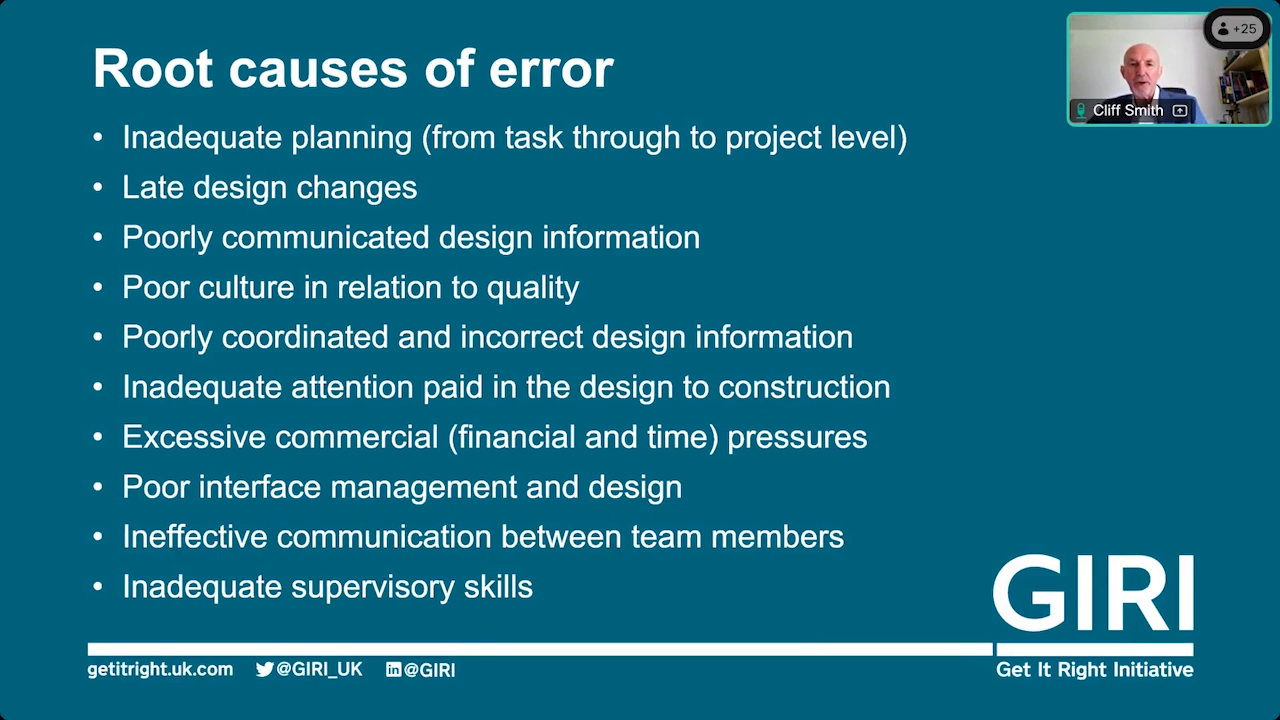 Root causes of error
• Inadequate planning (from task through to project level)
• Late design changes
• Poorly communicated design information
• Poor culture in relation to quality
• Poorly coordinated and incorrect design information
• Inadequate attention paid in the design to construction
• Excessive commercial (financial and time) pressures
• Poor interface management and design
• Ineffective communication between team members
• Inadequate supervisory skills
+25
Cliff Smith
GIRI
Get It Right Initiative
getitright.uk.com @GIRI_UK in @GIRI